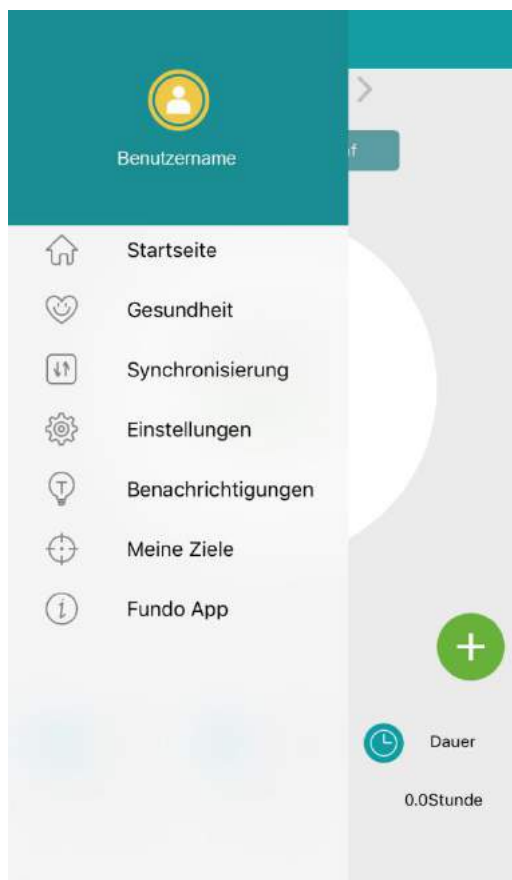 Benutzername
Startseite
Gesundheit
Synchronisierung
Einstellungen
Benachrichtigungen
Meine Ziele
Fundo App
Dauer
0.0Stunde